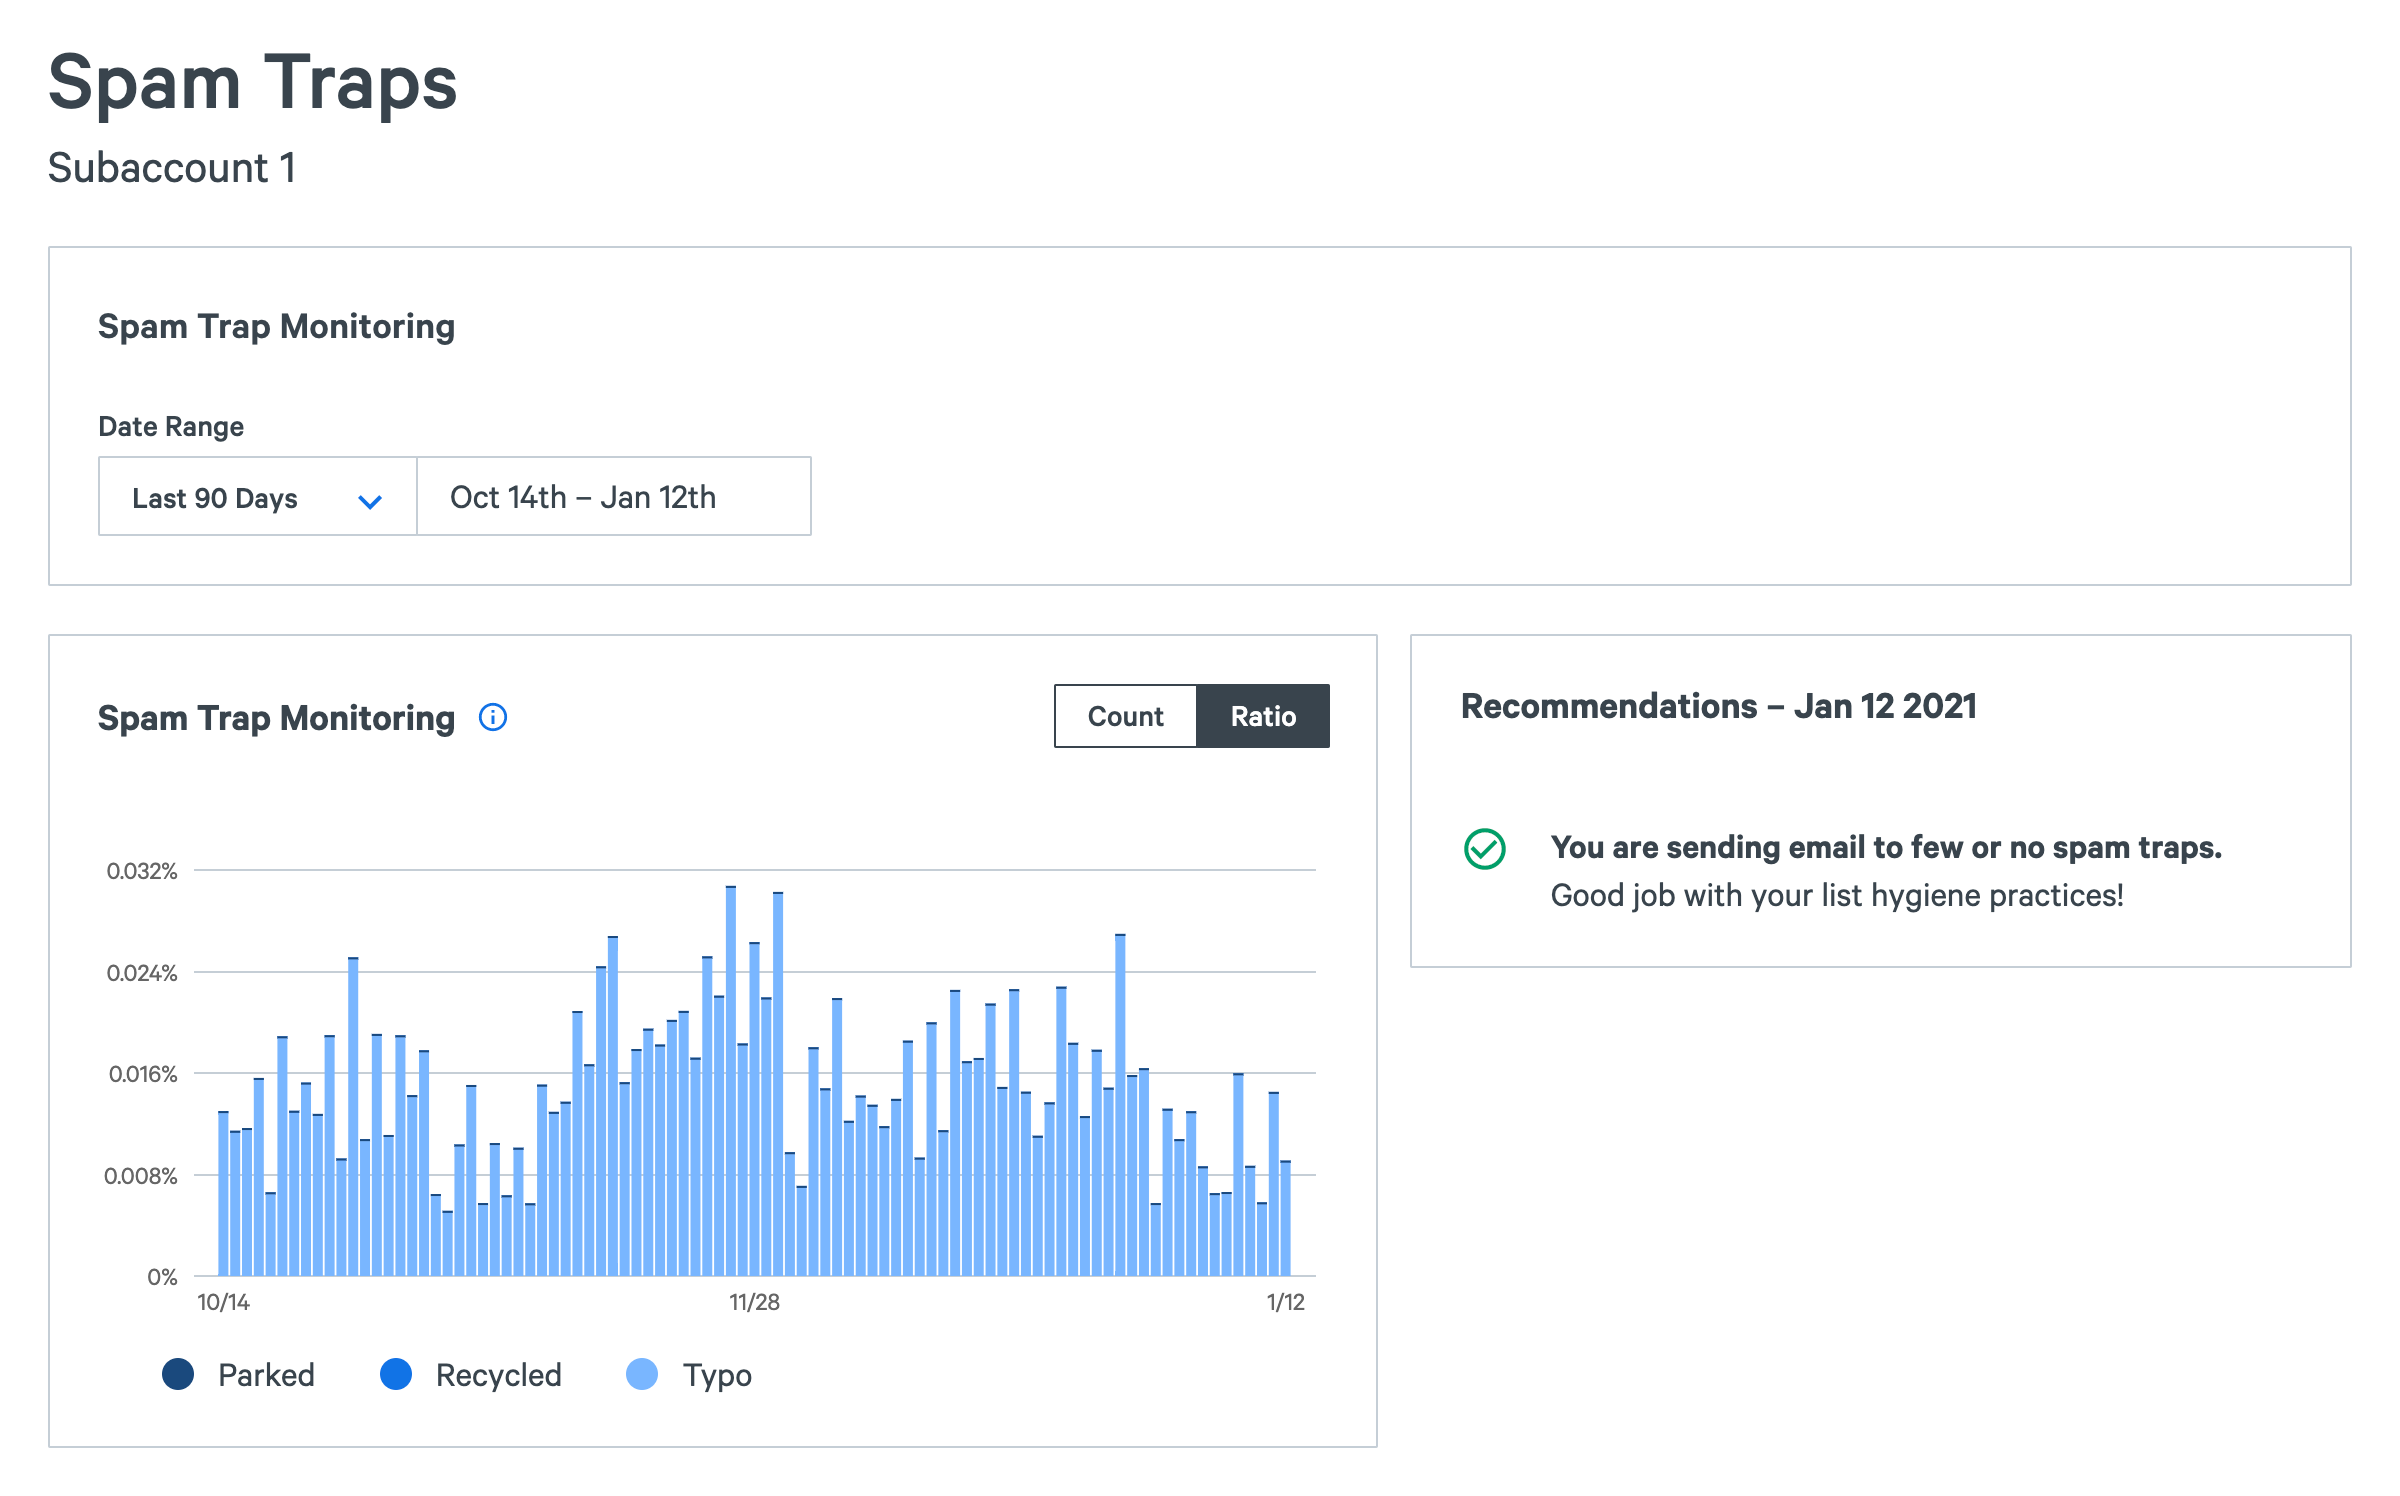 Spam Traps
Subaccount 1
Spam Trap Monitoring
Date Range
Last 90 Days
Oct 14th – Jan 12th
Spam Trap Monitoring
Count
Ratio
0.032%
0.024%
0.016%
0.008%
0%
10/14
11/28
1/12
Parked
Recycled
Typo
Recommendations – Jan 12 2021
You are sending email to few or no spam traps.
Good job with your list hygiene practices!